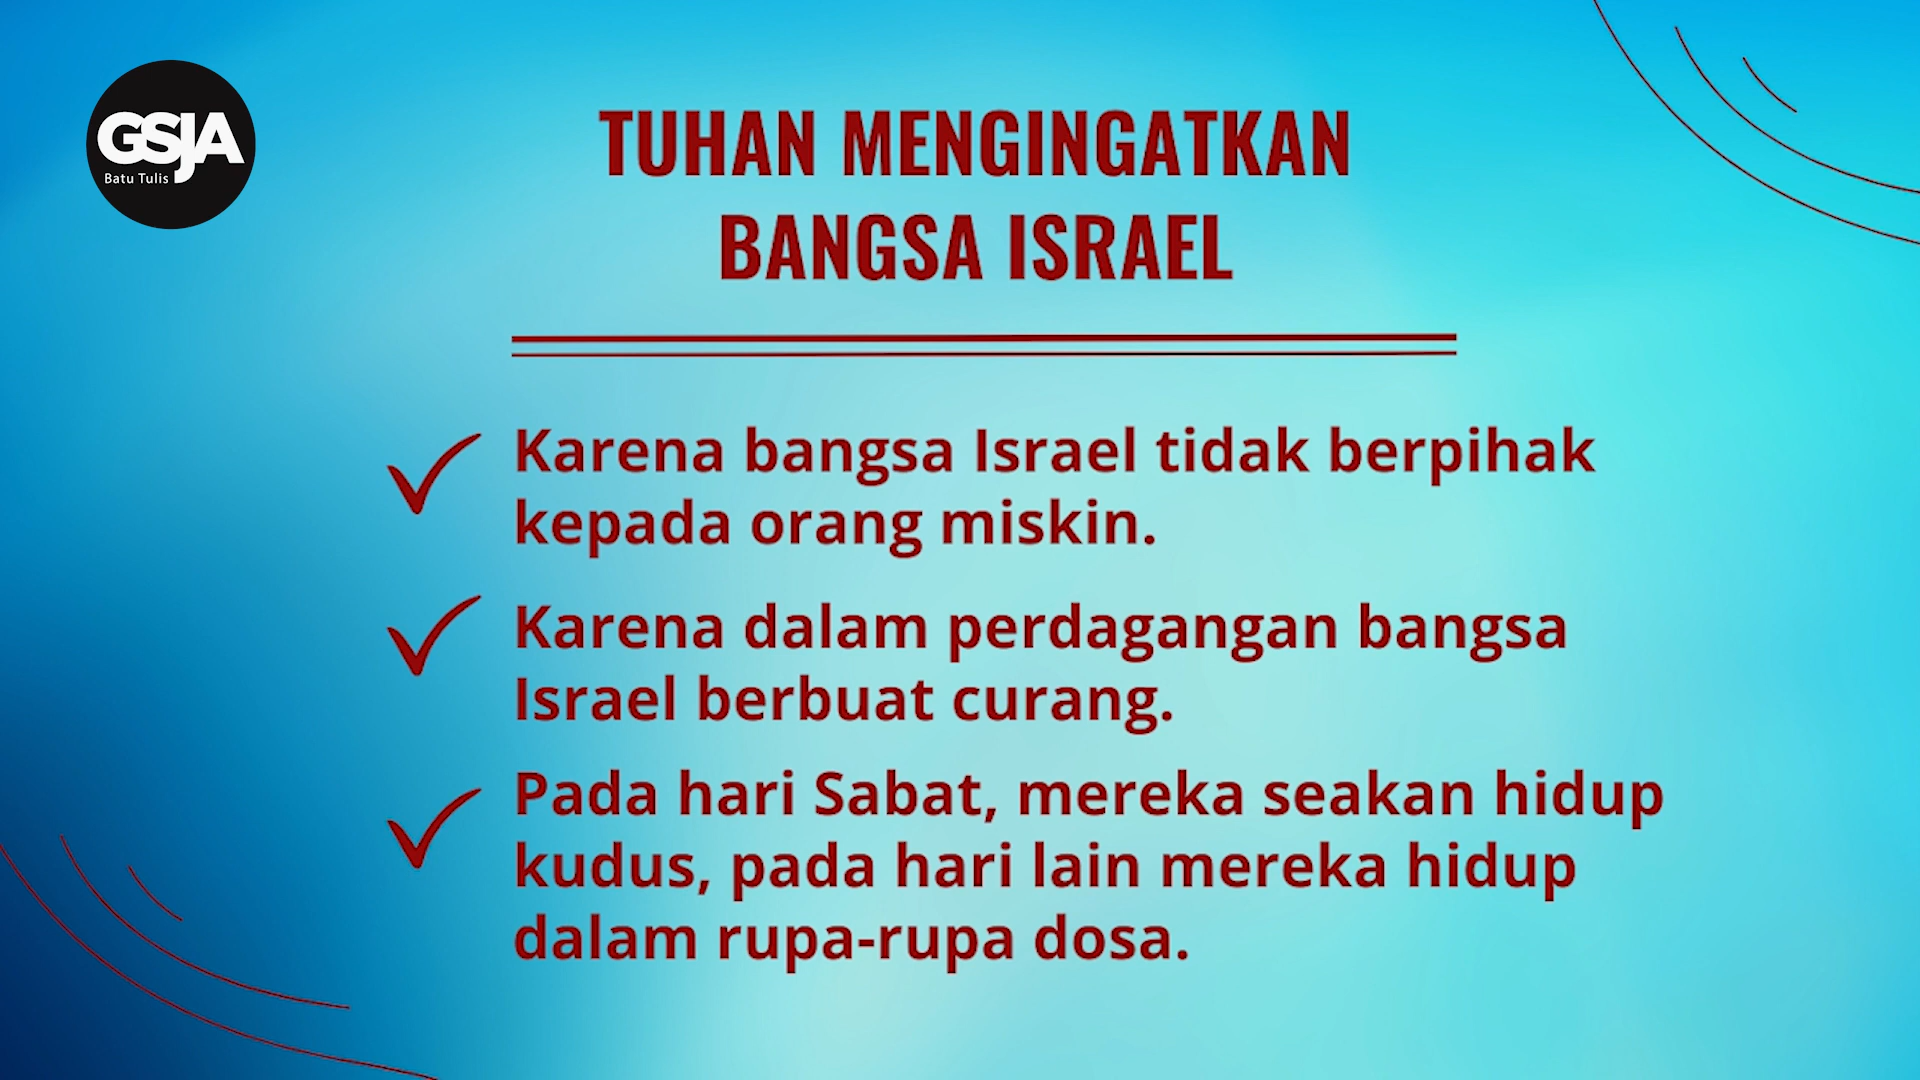 GSJA
Batu Tulis
TUHAN MENGINGATKAN
BANGSA ISRAEL
Karena bangsa Israel tidak berpihak
kepada orang miskin.
Karena dalam perdagangan bangsa
Israel berbuat curang.
Pada hari Sabat, mereka seakan hidup
kudus, pada hari lain mereka hidup
dalam rupa-rupa dosa.